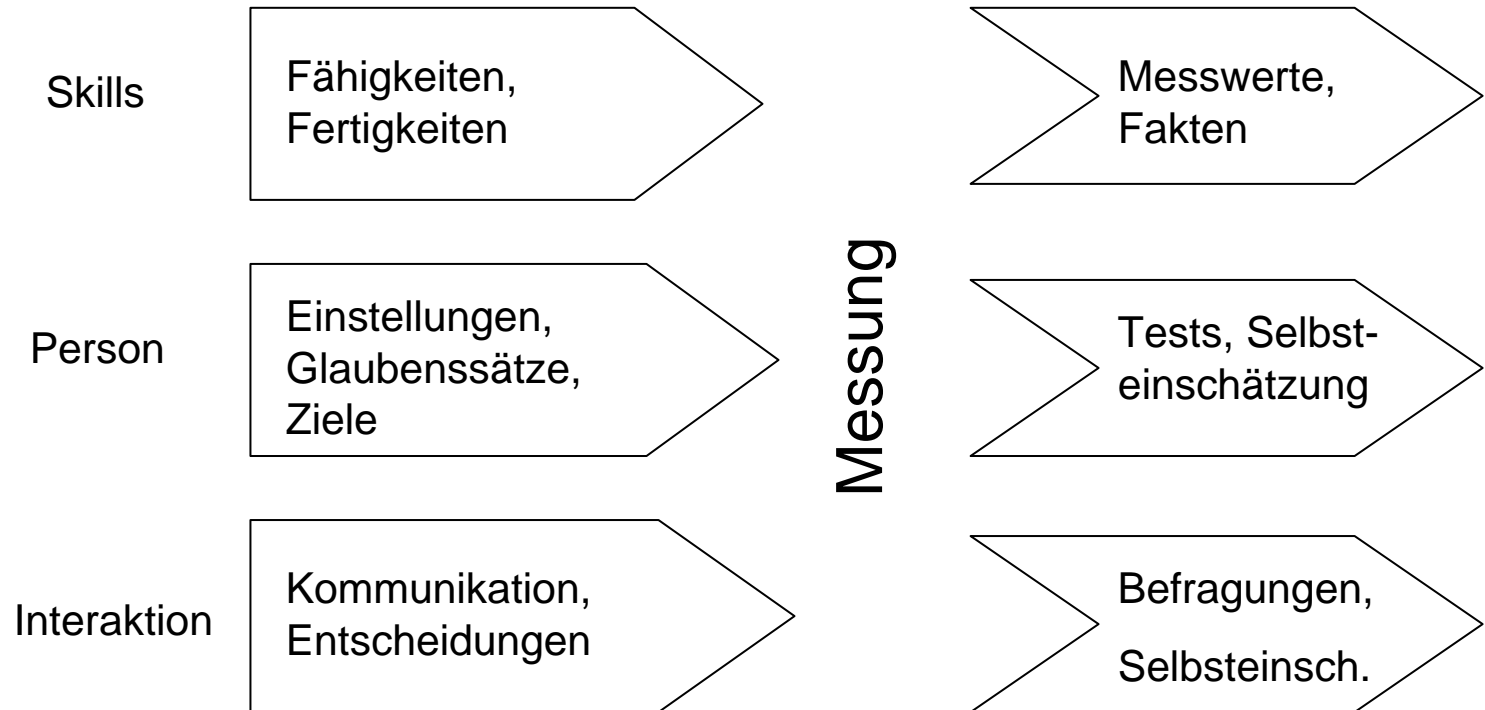 Skills
Fähigkeiten,
Fertigkeiten
Messwerte,
Fakten
Person
Einstellungen,
Glaubenssätze,
Ziele
Messung
Tests, Selbst-
einschätzung
Interaktion
Kommunikation,
Entscheidungen
Befragungen,
Selbsteinsch.